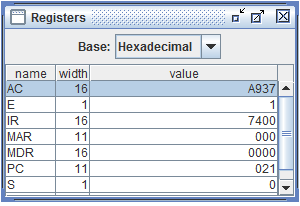 Registers
Base: Hexadecimal
name width value
AC 16 A937
E 1 1
IR 16 7400
MAR 11 000
MDR 16 0000
PC 11 021
S 1 0